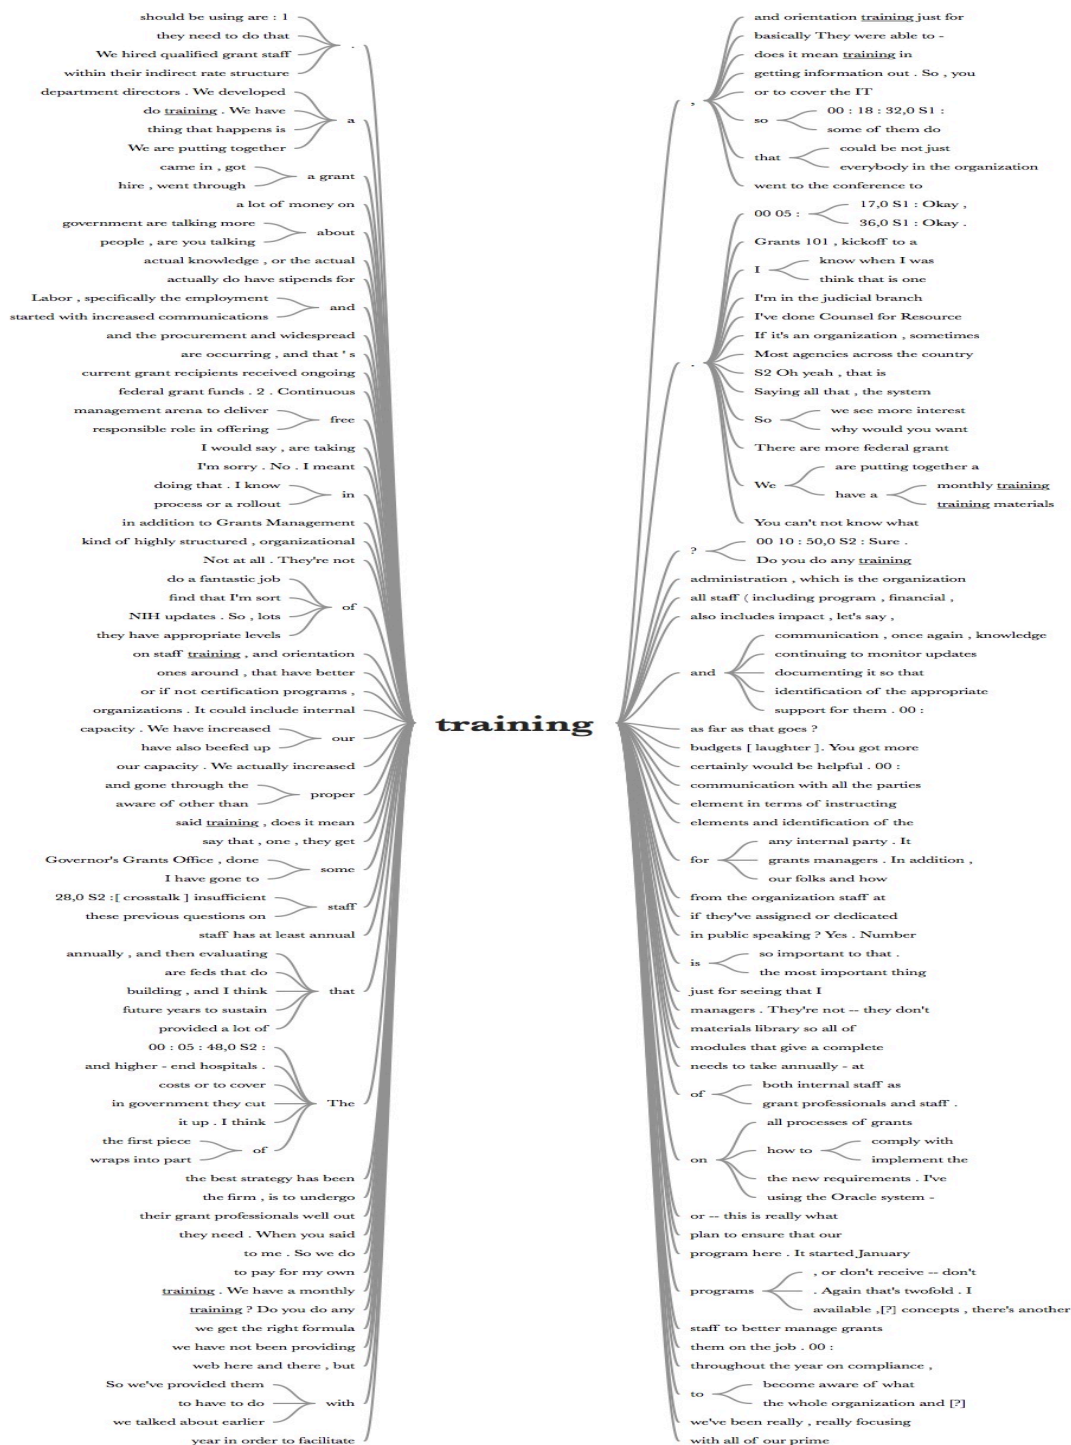 should be using are : 1
they need to do that
We hired qualified grant staff
within their indirect rate structure
.
department directors . We developed
do training . We have
thing that happens is
We are putting together
a
came in , got
hire , went through
a grant
a lot of money on
government are talking more
people , are you talking
about
actual knowledge , or the actual
actually do have stipends for
Labor , specifically the employment
started with increased communications
and
and the procurement and widespread
are occurring , and that ' s
current grant recipients received ongoing
federal grant funds . 2 . Continuous
management arena to deliver
responsible role in offering
free
I would say , are taking
I'm sorry . No . I meant
doing that . I know
process or a rollout
in
in addition to Grants Management
kind of highly structured , organizational
Not at all . They're not
do a fantastic job
find that I'm sort
NIH updates . So , lots
they have appropriate levels
of
on staff training , and orientation
ones around , that have better
or if not certification programs ,
organizations . It could include internal
capacity . We have increased
have also beefed up
our
our capacity . We actually increased
and gone through the
aware of other than
proper
said training , does it mean
say that , one , they get
Governor's Grants Office , done
I have gone to
some
28,0 S2 :[ crosstalk ] insufficient
these previous questions on
staff
staff has at least annual
annually , and then evaluating
are feds that do
building , and I think
future years to sustain
provided a lot of
that
00 : 05 : 48,0 S2 :
and higher - end hospitals .
costs or to cover
in government they cut
it up . I think
The
the first piece
wraps into part
of
the best strategy has been
the firm , is to undergo
their grant professionals well out
they need . When you said
to me . So we do
to pay for my own
training . We have a monthly
training ? Do you do any
we get the right formula
we have not been providing
web here and there , but
So we've provided them
to have to do
we talked about earlier
with
year in order to facilitate
training
,
and orientation training just for
basically They were able to -
does it mean training in
getting information out . So , you
or to cover the IT
so
00 : 18 : 32,0 S1 :
some of them do
that
could be not just
everybody in the organization
went to the conference to
.
00 05 :
17,0 S1 : Okay ,
36,0 S1 : Okay .
Grants 101 , kickoff to a
I
know when I was
think that is one
I'm in the judicial branch
I've done Counsel for Resource
If it's an organization , sometimes
Most agencies across the country
S2 Oh yeah , that is
Saying all that , the system
So
we see more interest
why would you want
There are more federal grant
We
are putting together a
have a
monthly training
training materials
You can't not know what
?
00 10 : 50,0 S2 : Sure .
Do you do any training
administration , which is the organization
all staff ( including program , financial ,
also includes impact , let's say ,
and
communication , once again , knowledge
continuing to monitor updates
documenting it so that
identification of the appropriate
support for them . 00 :
as far as that goes ?
budgets [ laughter ]. You got more
certainly would be helpful . 00 :
communication with all the parties
element in terms of instructing
elements and identification of the
for
any internal party . It
grants managers . In addition ,
our folks and how
from the organization staff at
if they've assigned or dedicated
in public speaking ? Yes . Number
is
so important to that .
the most important thing
just for seeing that I
managers . They're not -- they don't
materials library so all of
modules that give a complete
needs to take annually - at
of
both internal staff as
grant professionals and staff .
on
all processes of grants
how to
comply with
implement the
the new requirements . I've
using the Oracle system -
or -- this is really what
plan to ensure that our
program here . It started January
programs
, or don't receive -- don't
. Again that's twofold . I
available ,[?] concepts , there's another
staff to better manage grants
them on the job . 00 :
throughout the year on compliance ,
to
become aware of what
the whole organization and [?]
we've been really , really focusing
with all of our prime